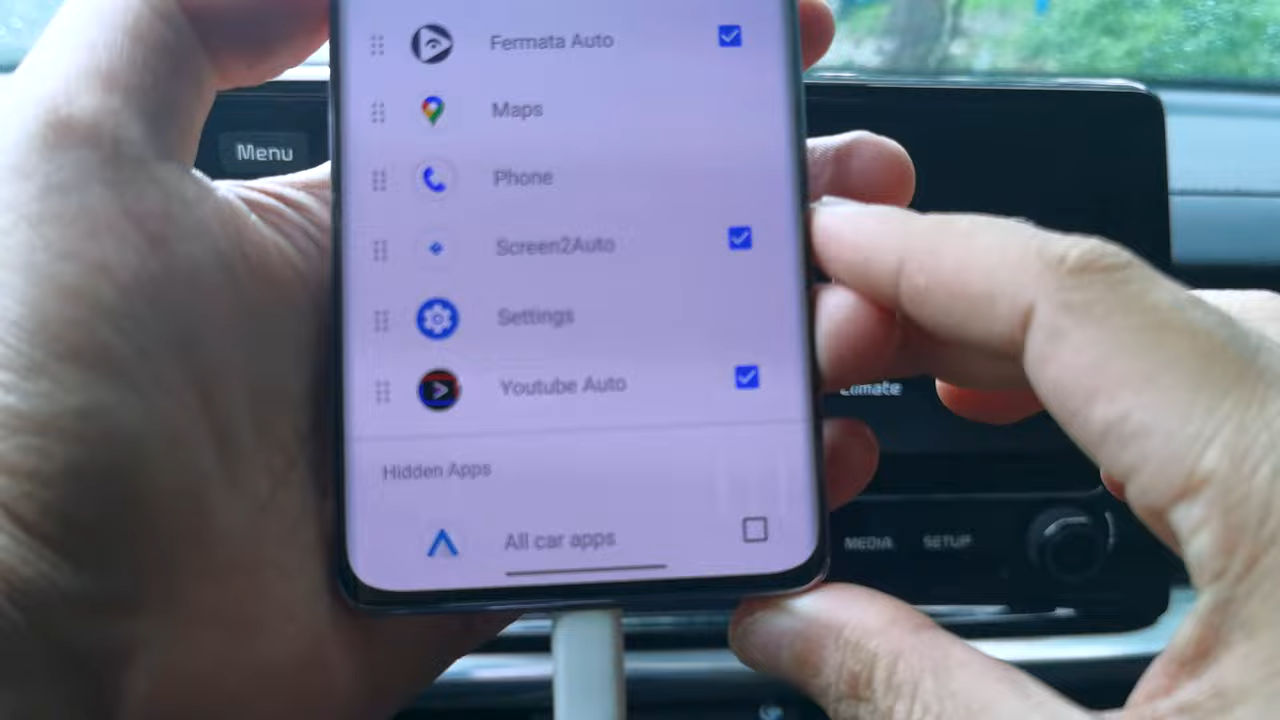 Fermata Auto
Maps
Menu
Phone
Screen2Auto
Settings
Youtube Auto
Climate
Hidden Apps
All car apps
MEDIA
SETUP